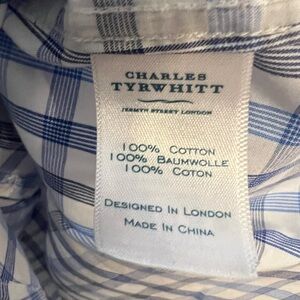 CHARLES
TYRWHITT
JERMYN STREET LONDON
100% COTTON
100% BAUMWOLLE
100% COTON
DESIGNED IN LONDON
MADE IN CHINA